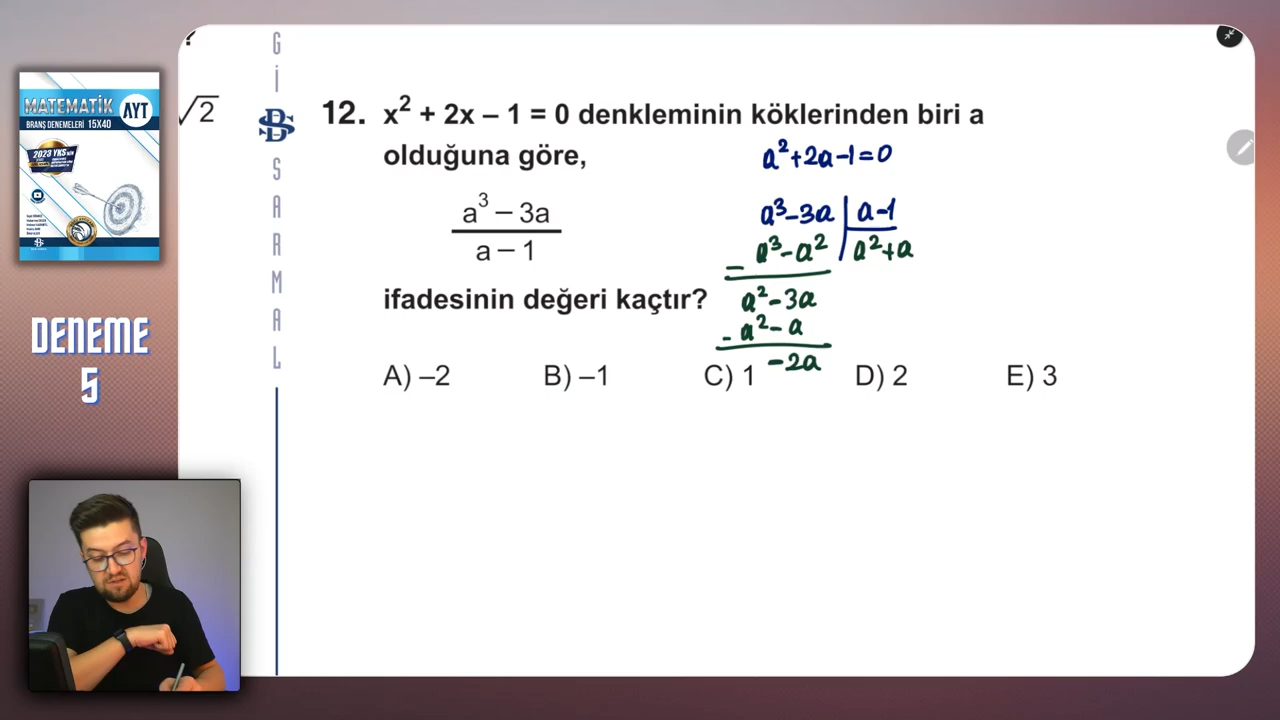 MATEMATİK AYT
BRANŞ DENEMELERİ 15X40
2023 YKS'NİN
DENEME
5
?
√2
GİSARMAL
12. x² + 2x – 1 = 0 denkleminin köklerinden biri a
olduğuna göre,
a²+2a-1=0
a³ – 3a
a – 1
ifadesinin değeri kaçtır?
a³-3a | a-1
- a³-a² | a²+a
a²-3a
- a²-a
-2a
A) –2 B) –1 C) 1 D) 2 E) 3